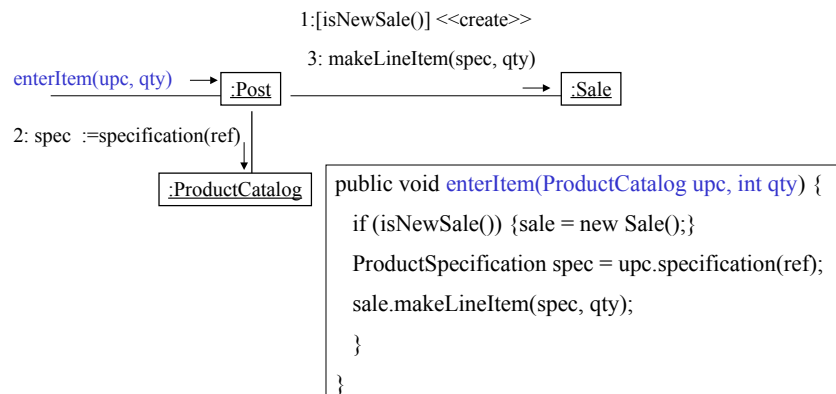 1:[isNewSale()] <<create>>
3: makeLineItem(spec, qty)
enterItem(upc, qty)
:Post
:Sale
2: spec :=specification(ref)
:ProductCatalog
public void enterItem(ProductCatalog upc, int qty) {
if (isNewSale()) {sale = new Sale();}
ProductSpecification spec = upc.specification(ref);
sale.makeLineItem(spec, qty);
}
}